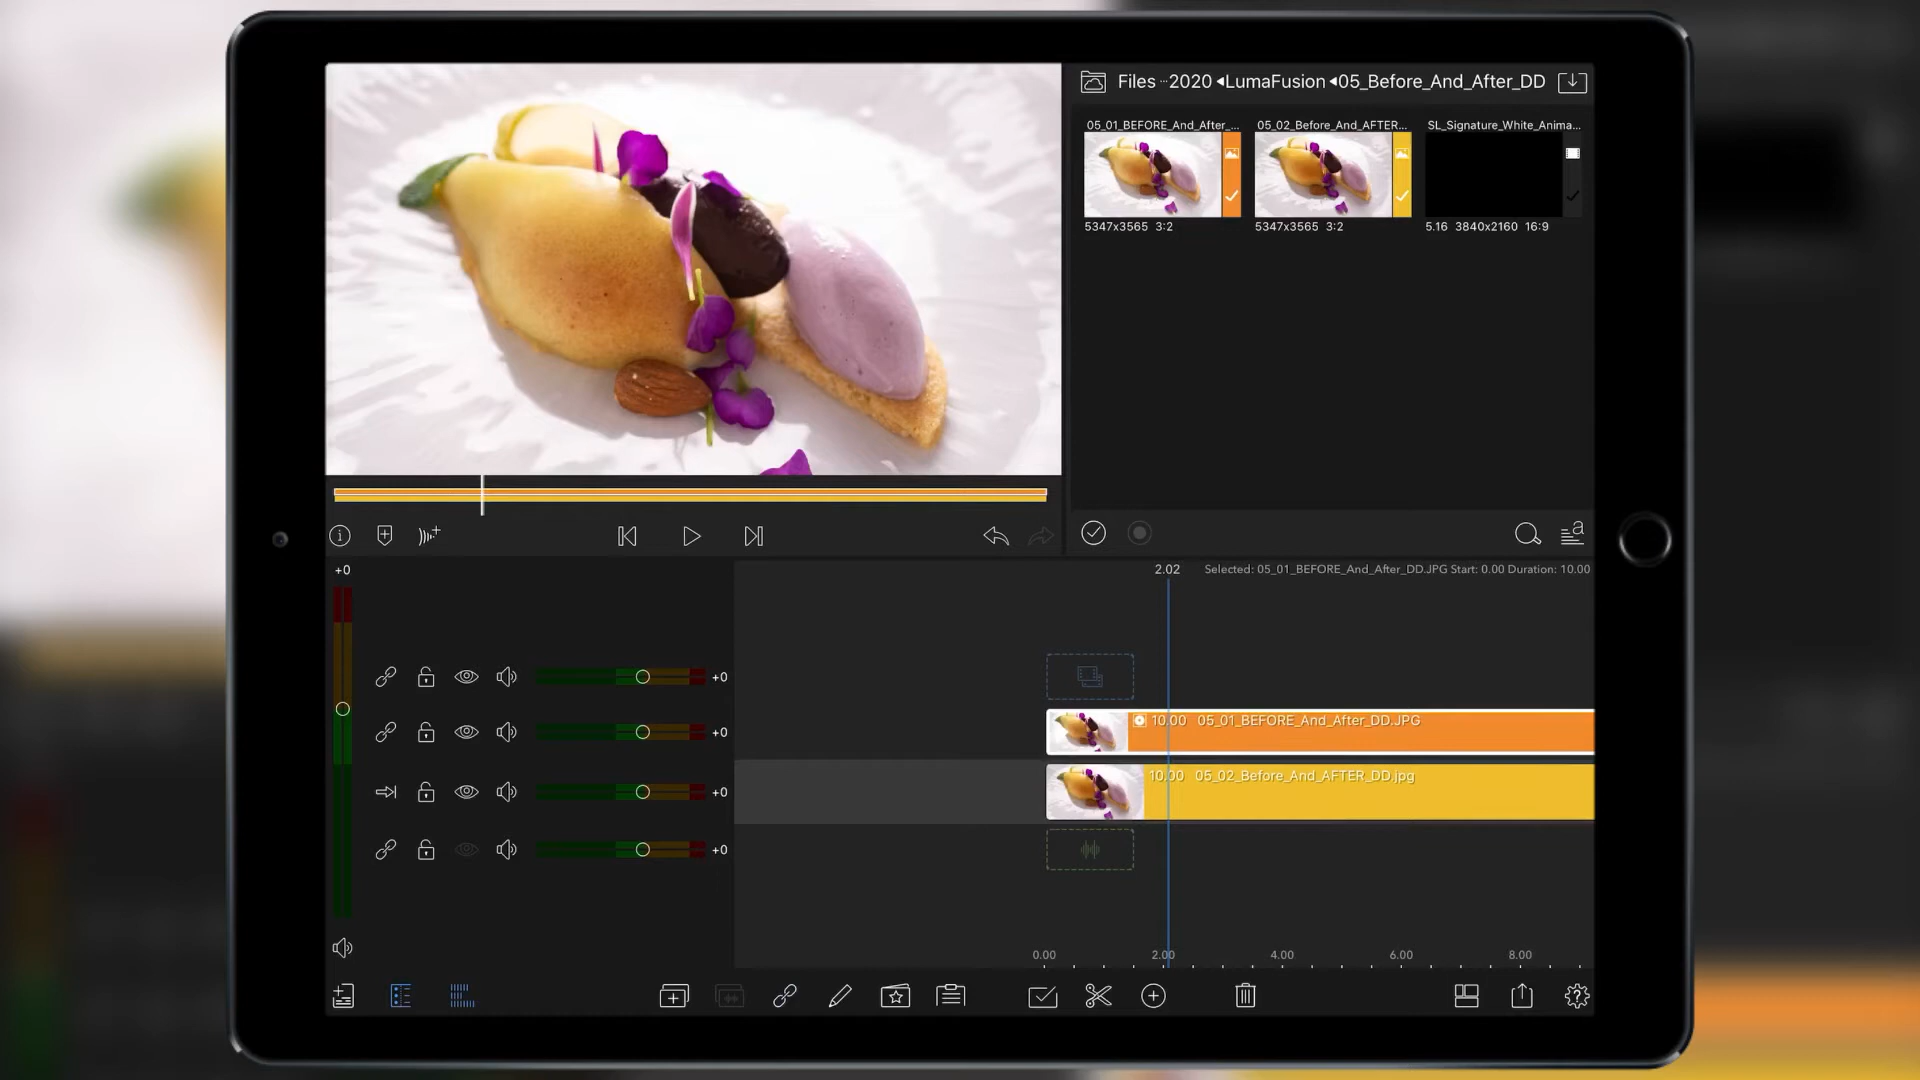 Files ··2020 ◂LumaFusion ◂05_Before_And_After_DD
05_01_BEFORE_And_After_...
05_02_Before_And_AFTER...
SL_Signature_White_Anima...
5347x3565 3:2
5347x3565 3:2
5.16 3840x2160 16:9
+0
2.02
Selected: 05_01_BEFORE_And_After_DD.JPG Start: 0.00 Duration: 10.00
+0
+0
10.00 05_01_BEFORE_And_After_DD.JPG
+0
10.00 05_02_Before_And_AFTER_DD.jpg
+0
0.00 2.00 4.00 6.00 8.00